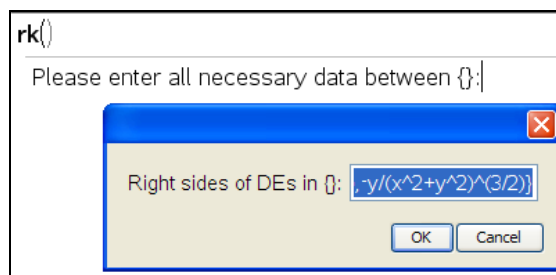 rk()
Please enter all necessary data between {}:
Right sides of DEs in {}: ,-y/(x^2+y^2)^(3/2)}
OK Cancel